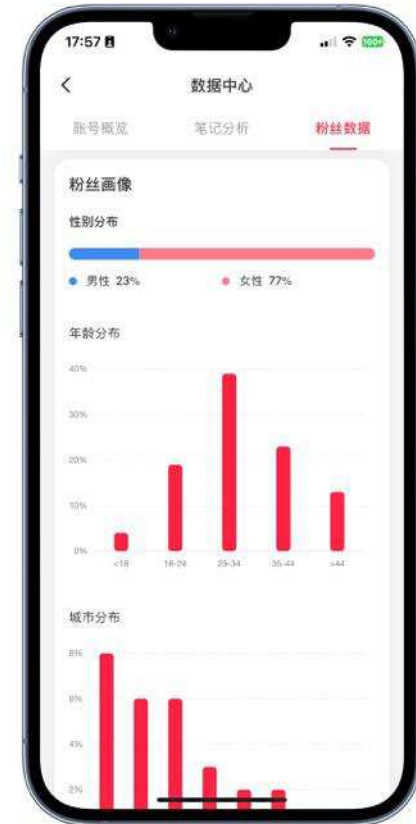 17:57
100+
数据中心
账号概览 笔记分析 粉丝数据
粉丝画像
性别分布
男性 23% 女性 77%
年龄分布
40%
30%
20%
10%
0%
<18 18-24 25-34 35-44 >44
城市分布
8%
6%
4%
2%